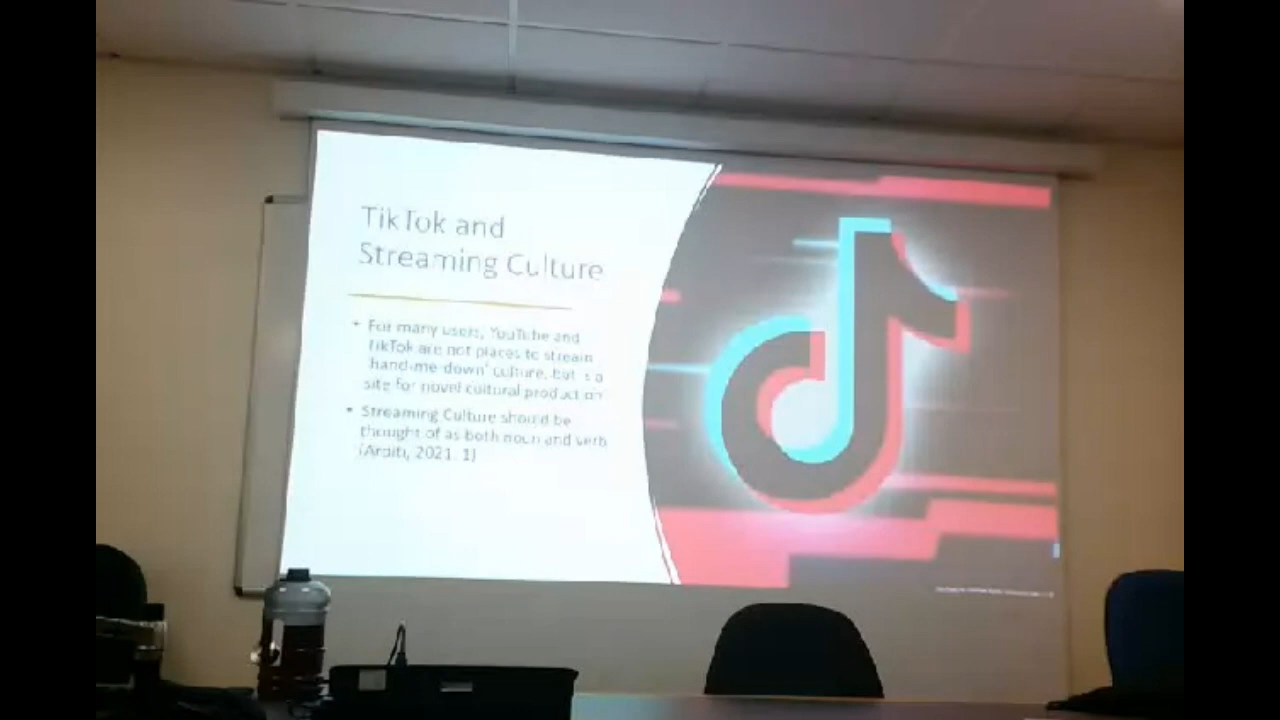 TikTok and
Streaming Culture
• For many users, YouTube and
TikTok are not places to stream
'hand-me-down' culture, but is a
site for novel cultural production
• Streaming Culture should be
thought of as both noun and verb
(Arditi, 2021: 1)